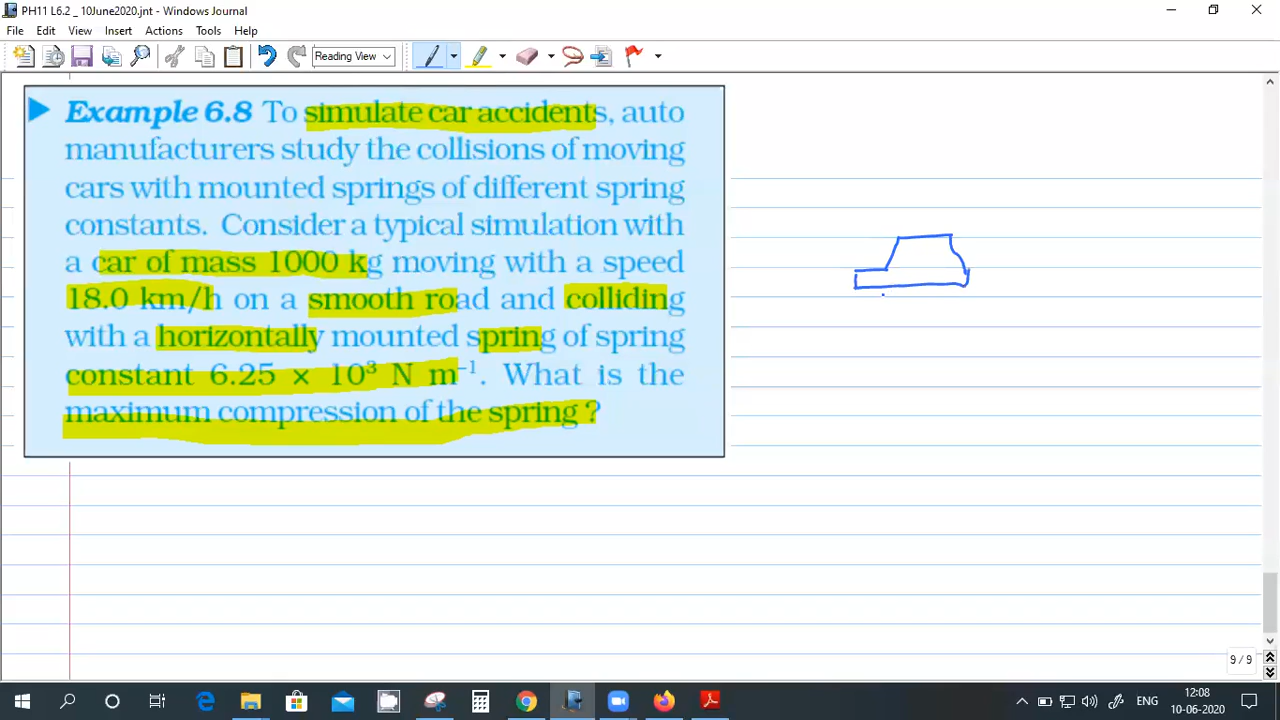 PH11 L6.2 _ 10June2020.jnt - Windows Journal
File Edit View Insert Actions Tools Help
Reading View
Example 6.8 To simulate car accidents, auto
manufacturers study the collisions of moving
cars with mounted springs of different spring
constants. Consider a typical simulation with
a car of mass 1000 kg moving with a speed
18.0 km/h on a smooth road and colliding
with a horizontally mounted spring of spring
constant 6.25 × 10³ N m⁻¹. What is the
maximum compression of the spring ?
9 / 9
ENG
12:08
10-06-2020